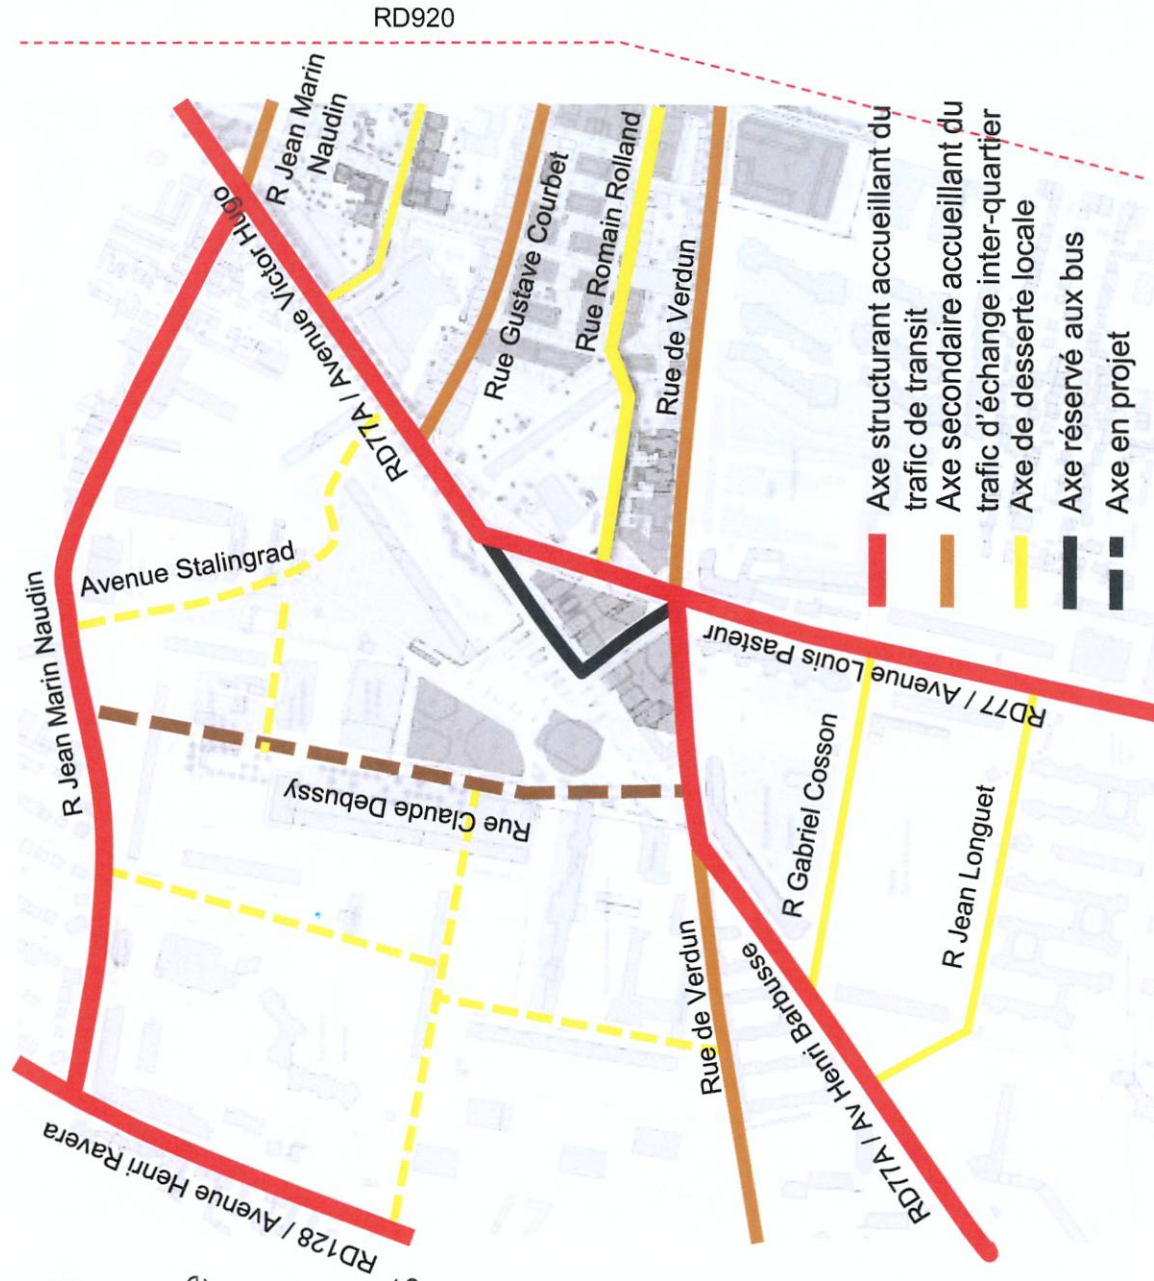 RD920
R Jean Marin
Naudin
RD77A / Avenue Victor Hugo
Rue Gustave Courbet
Rue Romain Rolland
Rue de Verdun
Avenue Stalingrad
R Jean Marin Naudin
Rue Claude Debussy
RD77 / Avenue Louis Pasteur
R Gabriel Cosson
R Jean Longuet
Rue de Verdun
RD77A / Av Henri Barbusse
RD128 / Avenue Henri Ravera
Axe structurant accueillant du
trafic de transit
Axe secondaire accueillant du
trafic d'échange inter-quartier
Axe de desserte locale
Axe réservé aux bus
Axe en projet